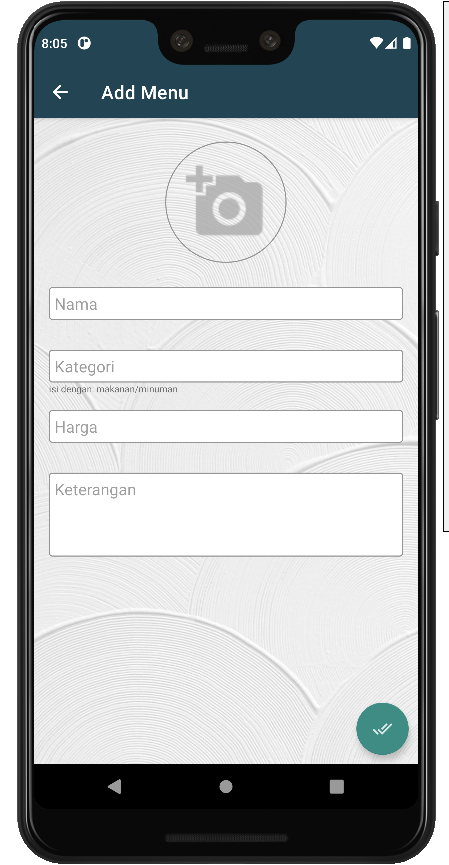 8:05
Add Menu
Nama
Kategori
isi dengan: makanan/minuman
Harga
Keterangan